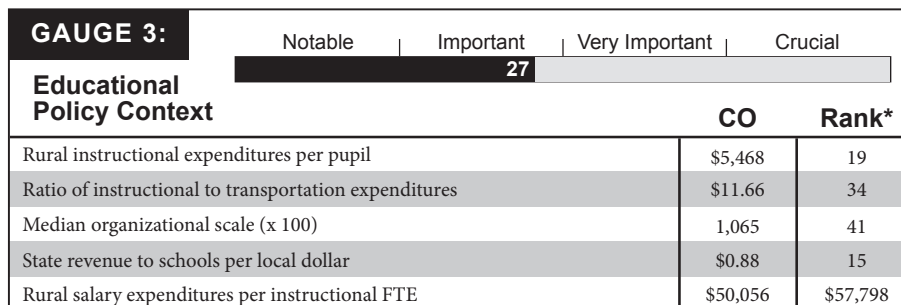 GAUGE 3:
Notable | Important | Very Important | Crucial
27
Educational
Policy Context
CO Rank*
Rural instructional expenditures per pupil $5,468 19
Ratio of instructional to transportation expenditures $11.66 34
Median organizational scale (x 100) 1,065 41
State revenue to schools per local dollar $0.88 15
Rural salary expenditures per instructional FTE $50,056 $57,798